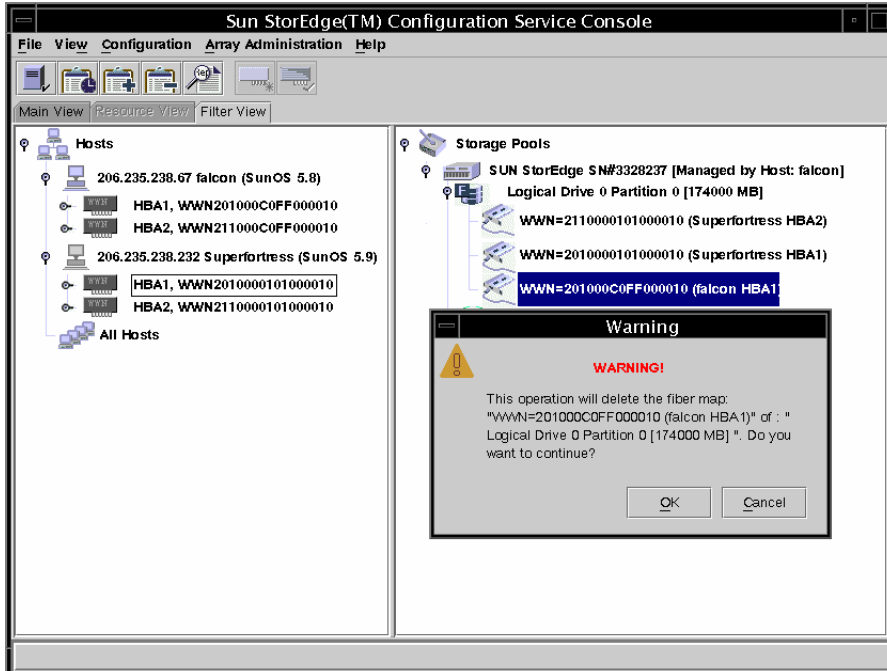 Sun StorEdge(TM) Configuration Service Console
File View Configuration Array Administration Help
Main View Resource View Filter View
Hosts
206.235.238.67 falcon (SunOS 5.8)
HBA1, WWN201000C0FF000010
HBA2, WWN211000C0FF000010
206.235.238.232 Superfortress (SunOS 5.9)
HBA1, WWN2010000101000010
HBA2, WWN2110000101000010
All Hosts
Storage Pools
SUN StorEdge SN#3328237 [Managed by Host: falcon]
Logical Drive 0 Partition 0 [174000 MB]
WWN=2110000101000010 (Superfortress HBA2)
WWN=2010000101000010 (Superfortress HBA1)
WWN=201000C0FF000010 (falcon HBA1)
Warning
WARNING!
This operation will delete the fiber map:
"WWN=201000C0FF000010 (falcon HBA1)" of : "
Logical Drive 0 Partition 0 [174000 MB] ". Do you
want to continue?
OK Cancel